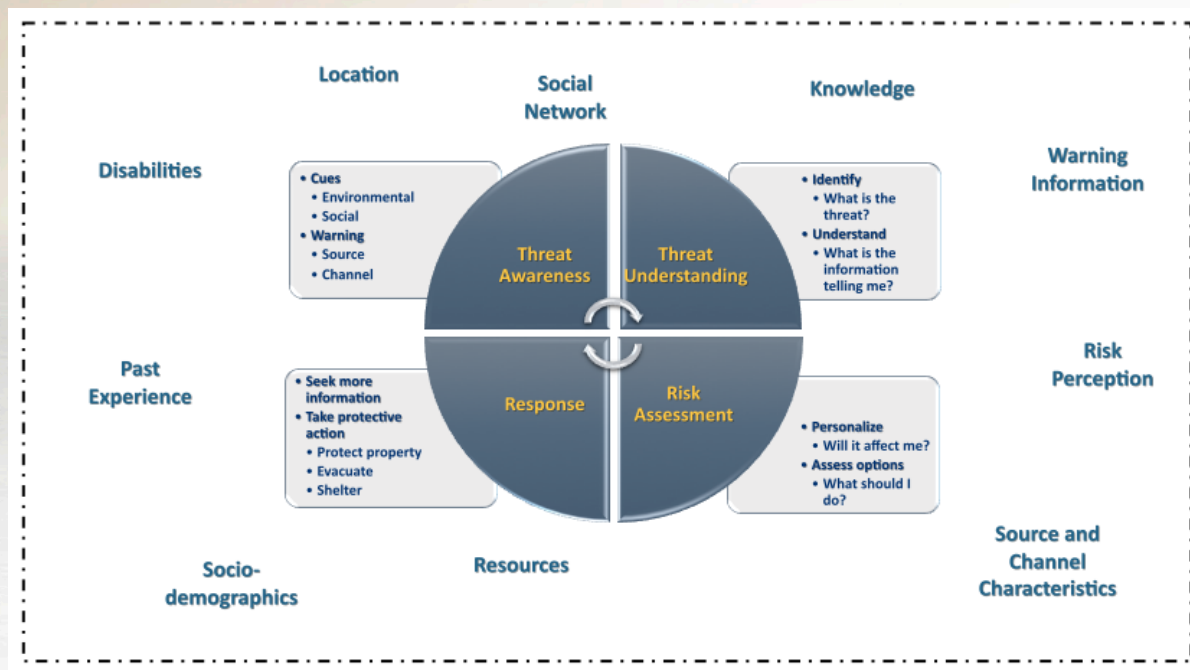 Location
Social
Network
Knowledge
Disabilities
Warning
Information
• Cues
• Environmental
• Social
• Warning
• Source
• Channel
Threat
Awareness
Threat
Understanding
• Identify
• What is the
threat?
• Understand
• What is the
information
telling me?
Past
Experience
• Seek more
information
• Take protective
action
• Protect property
• Evacuate
• Shelter
Response
Risk
Assessment
• Personalize
• Will it affect me?
• Assess options
• What should I
do?
Risk
Perception
Socio-
demographics
Resources
Source and
Channel
Characteristics